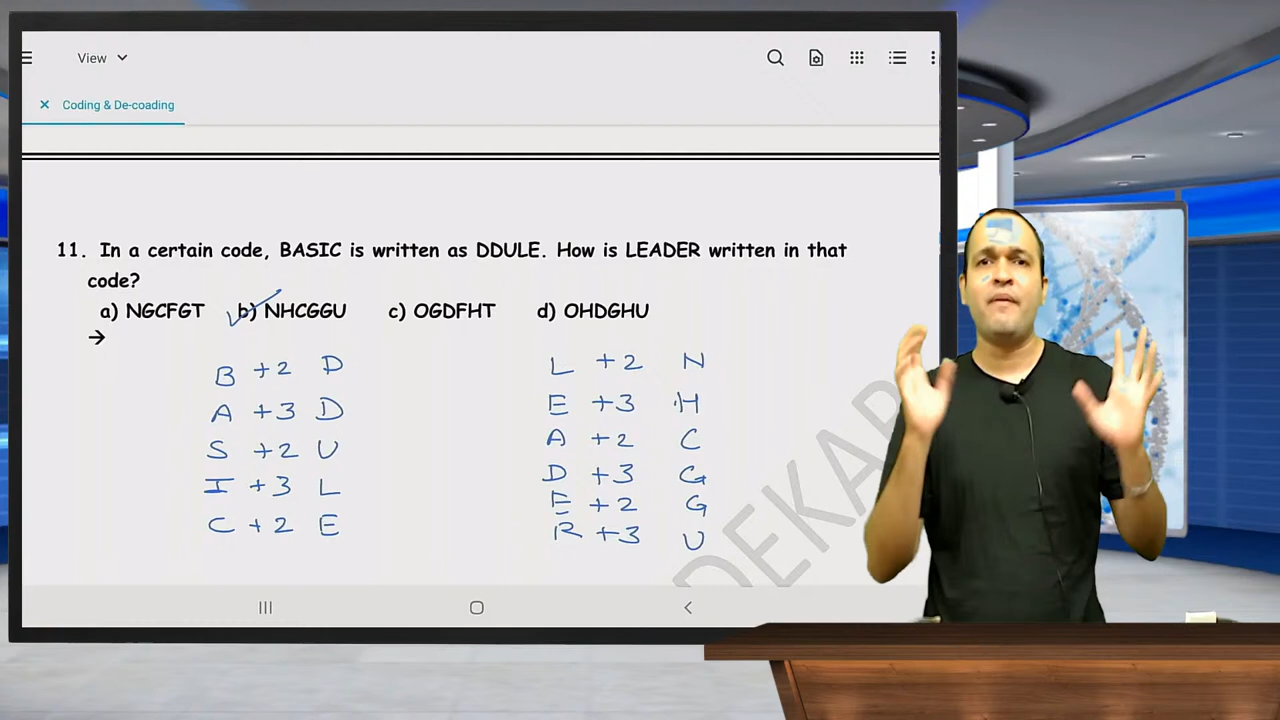 View
Coding & De-coading
11. In a certain code, BASIC is written as DDULE. How is LEADER written in that
code?
a) NGCFGT b) NHCGGU c) OGDFHT d) OHDGHU
→
B +2 D
A +3 D
S +2 U
I +3 L
C +2 E
L +2 N
E +3 H
A +2 C
D +3 G
E +2 G
R +3 U
DEKAR